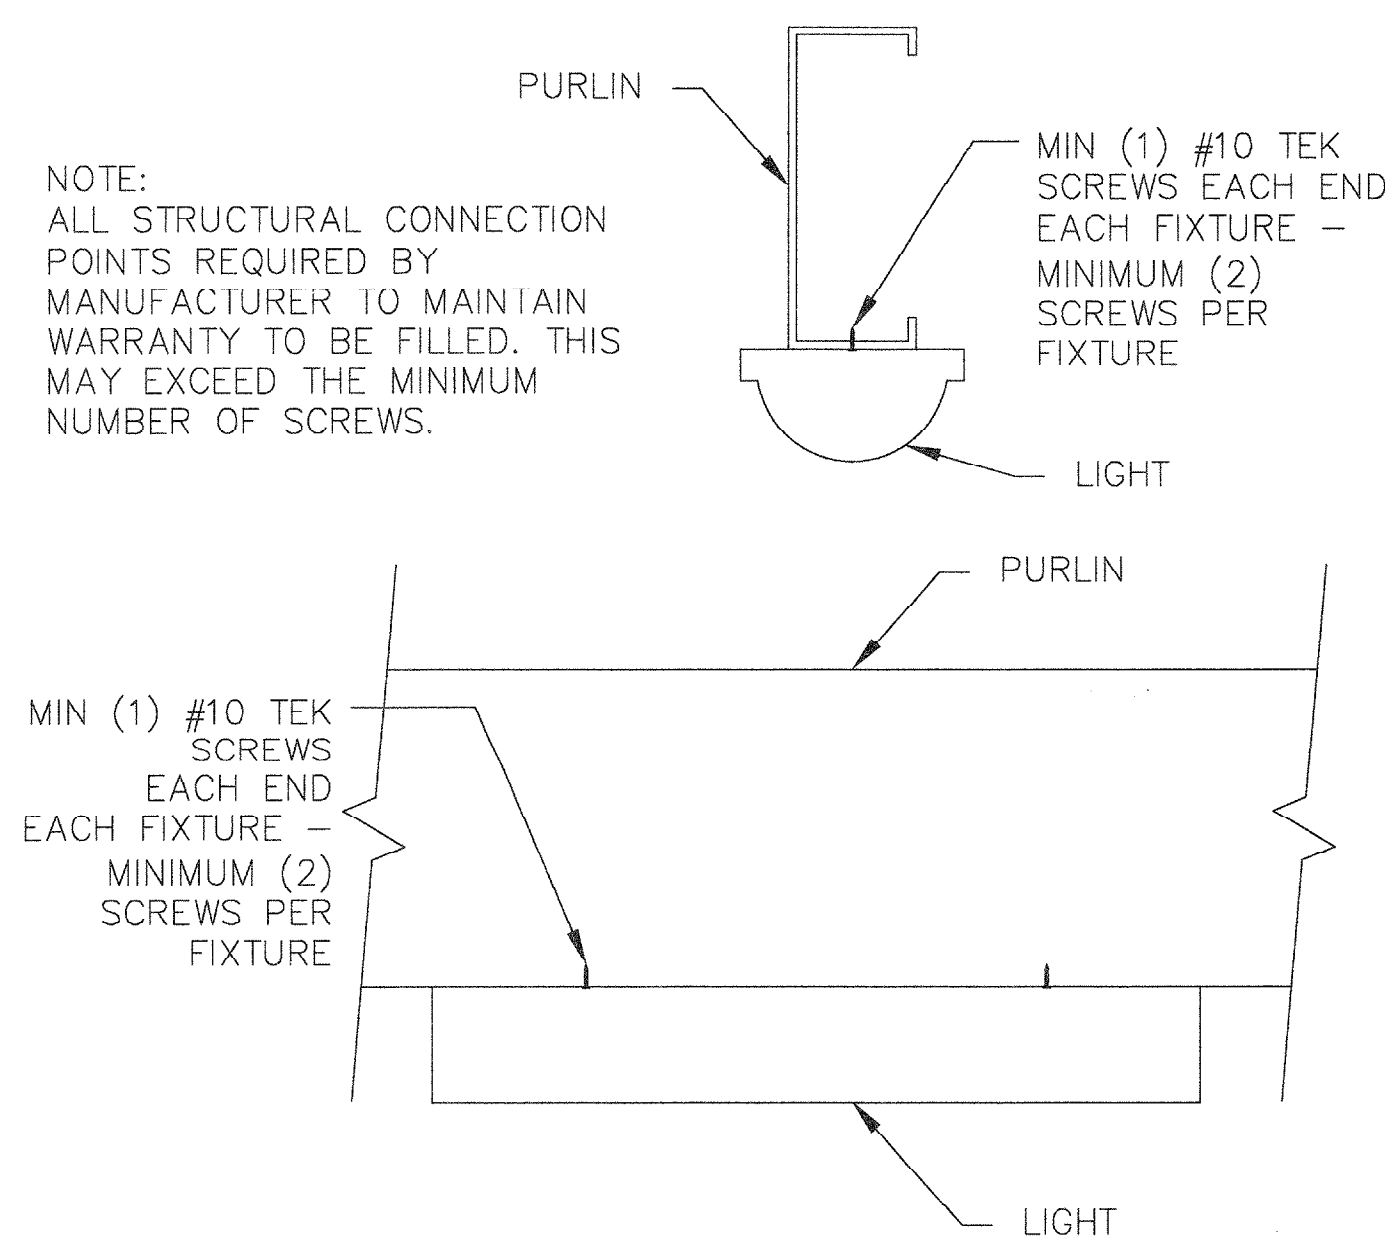 PURLIN
NOTE:
ALL STRUCTURAL CONNECTION
POINTS REQUIRED BY
MANUFACTURER TO MAINTAIN
WARRANTY TO BE FILLED. THIS
MAY EXCEED THE MINIMUM
NUMBER OF SCREWS.
MIN (1) #10 TEK
SCREWS EACH END
EACH FIXTURE –
MINIMUM (2)
SCREWS PER
FIXTURE
LIGHT
PURLIN
MIN (1) #10 TEK
SCREWS
EACH END
EACH FIXTURE –
MINIMUM (2)
SCREWS PER
FIXTURE
LIGHT